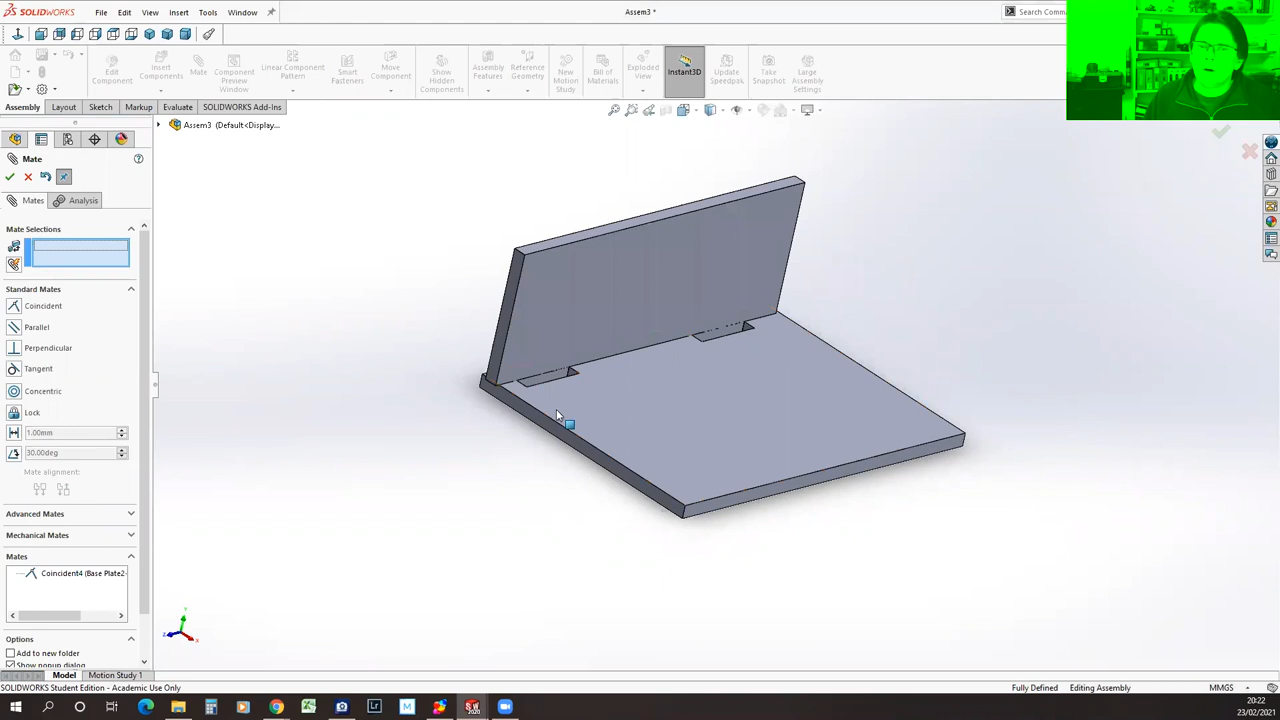 SOLIDWORKS
File Edit View Insert Tools Window
Assem3 *
Search Comm
Edit Component
Insert Components
Mate
Component Preview Window
Linear Component Pattern
Smart Fasteners
Move Component
Show Hidden Components
Assembly Features
Reference Geometry
New Motion Study
Bill of Materials
Exploded View
Instant3D
Update Speedpak
Take Snapshot
Large Assembly Settings
Assembly Layout Sketch Markup Evaluate SOLIDWORKS Add-Ins
Assem3 (Default<Display...
Mate
Mates Analysis
Mate Selections
Standard Mates
Coincident
Parallel
Perpendicular
Tangent
Concentric
Lock
1.00mm
30.00deg
Mate alignment:
Advanced Mates
Mechanical Mates
Mates
Coincident4 (Base Plate2-
Options
Add to new folder
Show popup dialog
Y
Z
X
Model Motion Study 1
SOLIDWORKS Student Edition - Academic Use Only
Fully Defined Editing Assembly MMGS
20:22
23/02/2021